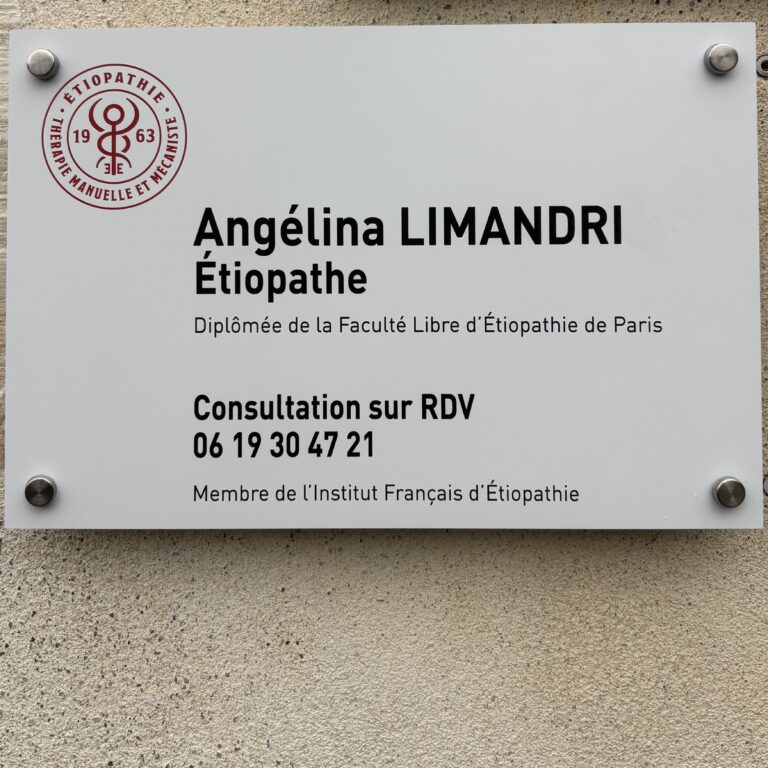 ÉTIOPATHIE
THÉRAPIE MANUELLE ET MÉCANISTE
19 63
Angélina LIMANDRI
Étiopathe
Diplômée de la Faculté Libre d'Étiopathie de Paris
Consultation sur RDV
06 19 30 47 21
Membre de l'Institut Français d'Étiopathie